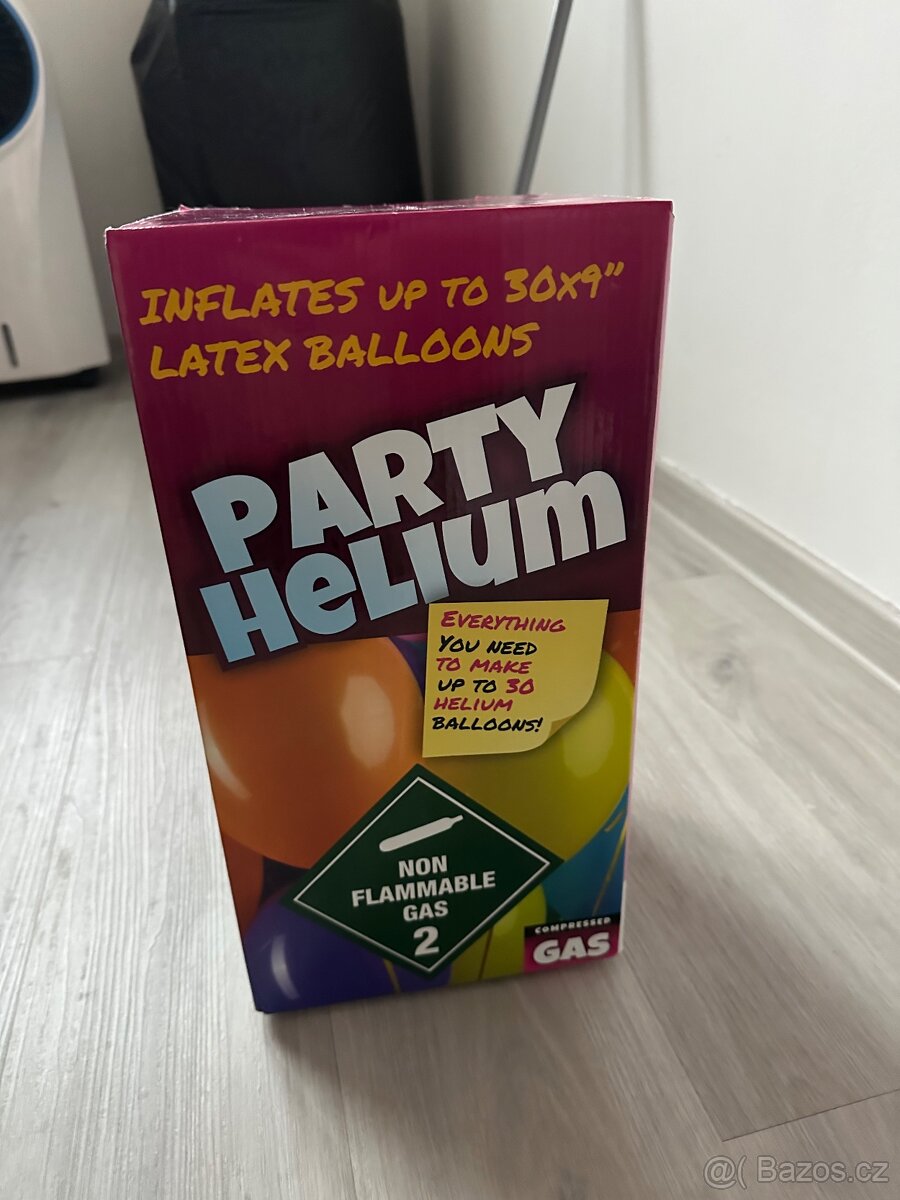 INFLATES UP TO 30x9”
LATEX BALLOONS
PARTY
HeLIum
EVERYTHING
YOU NEED
TO MAKE
UP TO 30
HELIUM
BALLOONS!
NON
FLAMMABLE
GAS
2
COMPRESSED
GAS
@( Bazos.cz